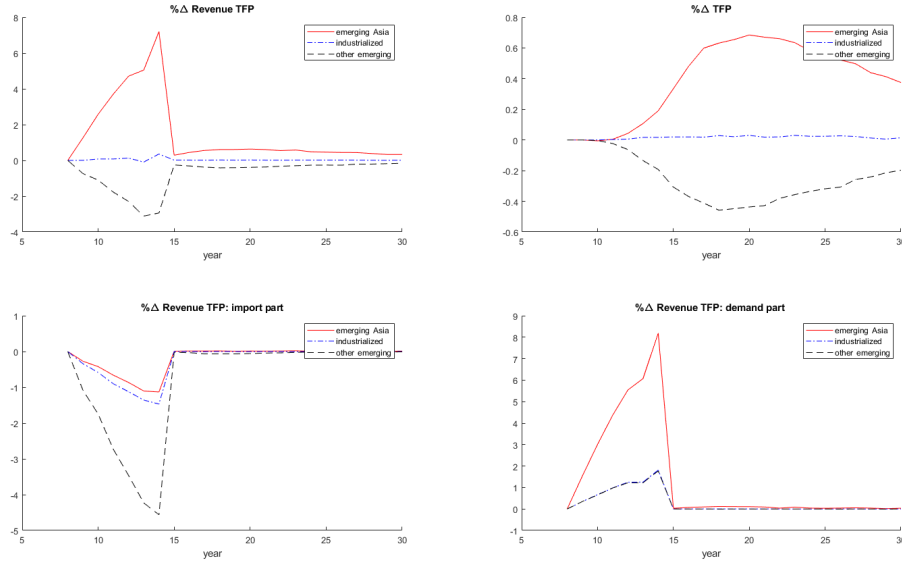 %Δ Revenue TFP
8
6
4
2
0
-2
-4
5
10
15
20
25
30
year
emerging Asia
industrialized
other emerging
%Δ TFP
0.8
0.6
0.4
0.2
0
-0.2
-0.4
-0.6
5
10
15
20
25
30
year
emerging Asia
industrialized
other emerging
%Δ Revenue TFP: import part
1
0
-1
-2
-3
-4
-5
5
10
15
20
25
30
year
emerging Asia
industrialized
other emerging
%Δ Revenue TFP: demand part
9
8
7
6
5
4
3
2
1
0
-1
5
10
15
20
25
30
year
emerging Asia
industrialized
other emerging